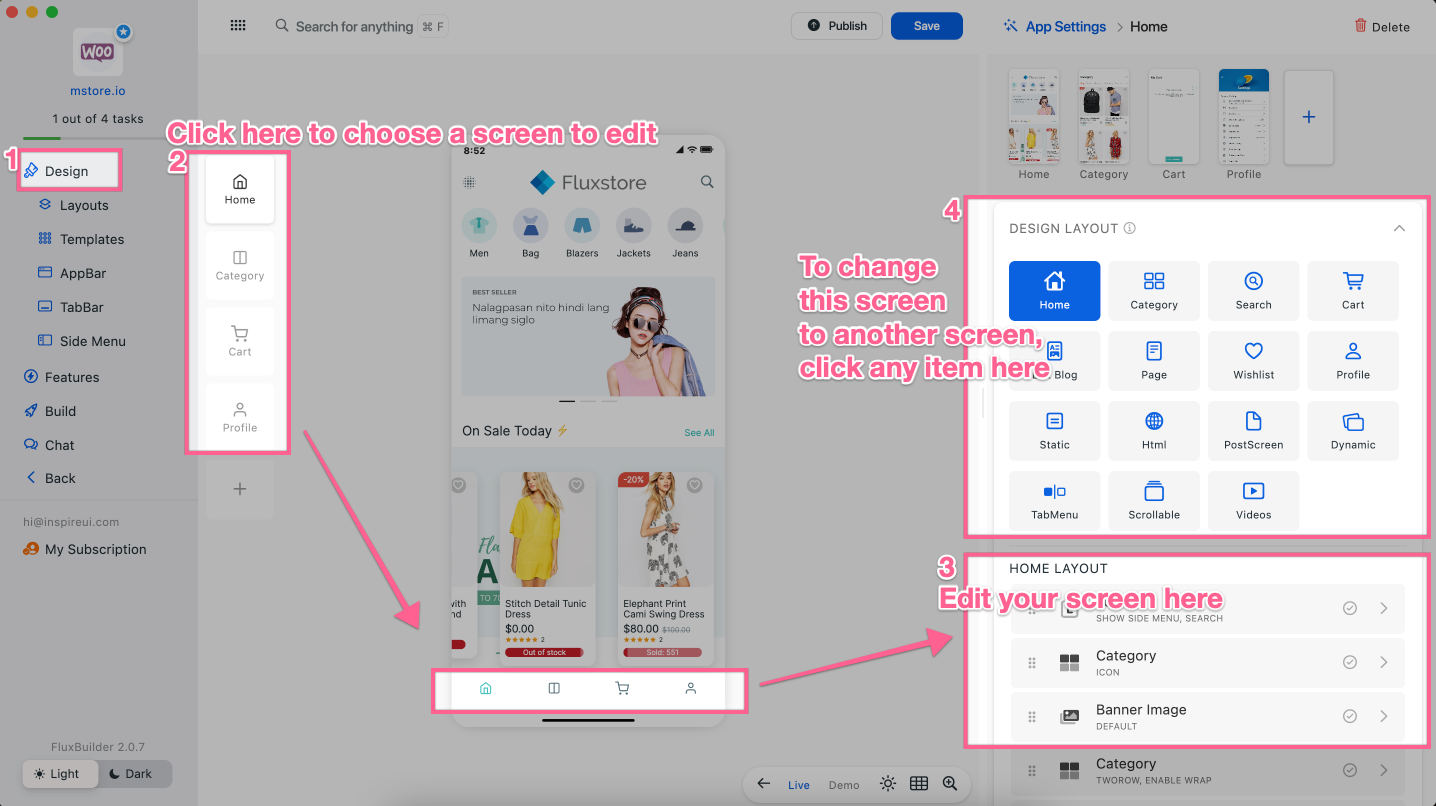 WOO
mstore.io
1 out of 4 tasks
1
Design
Layouts
Templates
AppBar
TabBar
Side Menu
Features
Build
Chat
Back
hi@inspireui.com
My Subscription
FluxBuilder 2.0.7
Light
Dark
Search for anything ⌘ F
Publish
Save
Click here to choose a screen to edit
2
Home
Category
Cart
Profile
8:52
Fluxstore
Men
Bag
Blazers
Jackets
Jeans
BEST SELLER
Nalagpasan nito hindi lang
limang siglo
On Sale Today ⚡
See All
-20%
A
TO 70
with
Stitch Detail Tunic
Dress
$0.00
2
Out of stock
Elephant Print
Cami Swing Dress
$80.00 $100.00
2
Sold: 551
Live
Demo
App Settings > Home
Delete
Home
Category
Cart
Profile
4
To change
this screen
to another screen,
click any item here
DESIGN LAYOUT
Home
Category
Search
Cart
Blog
Page
Wishlist
Profile
Static
Html
PostScreen
Dynamic
TabMenu
Scrollable
Videos
3
Edit your screen here
HOME LAYOUT
SHOW SIDE MENU, SEARCH
Category
ICON
Banner Image
DEFAULT
Category
TWOROW, ENABLE WRAP